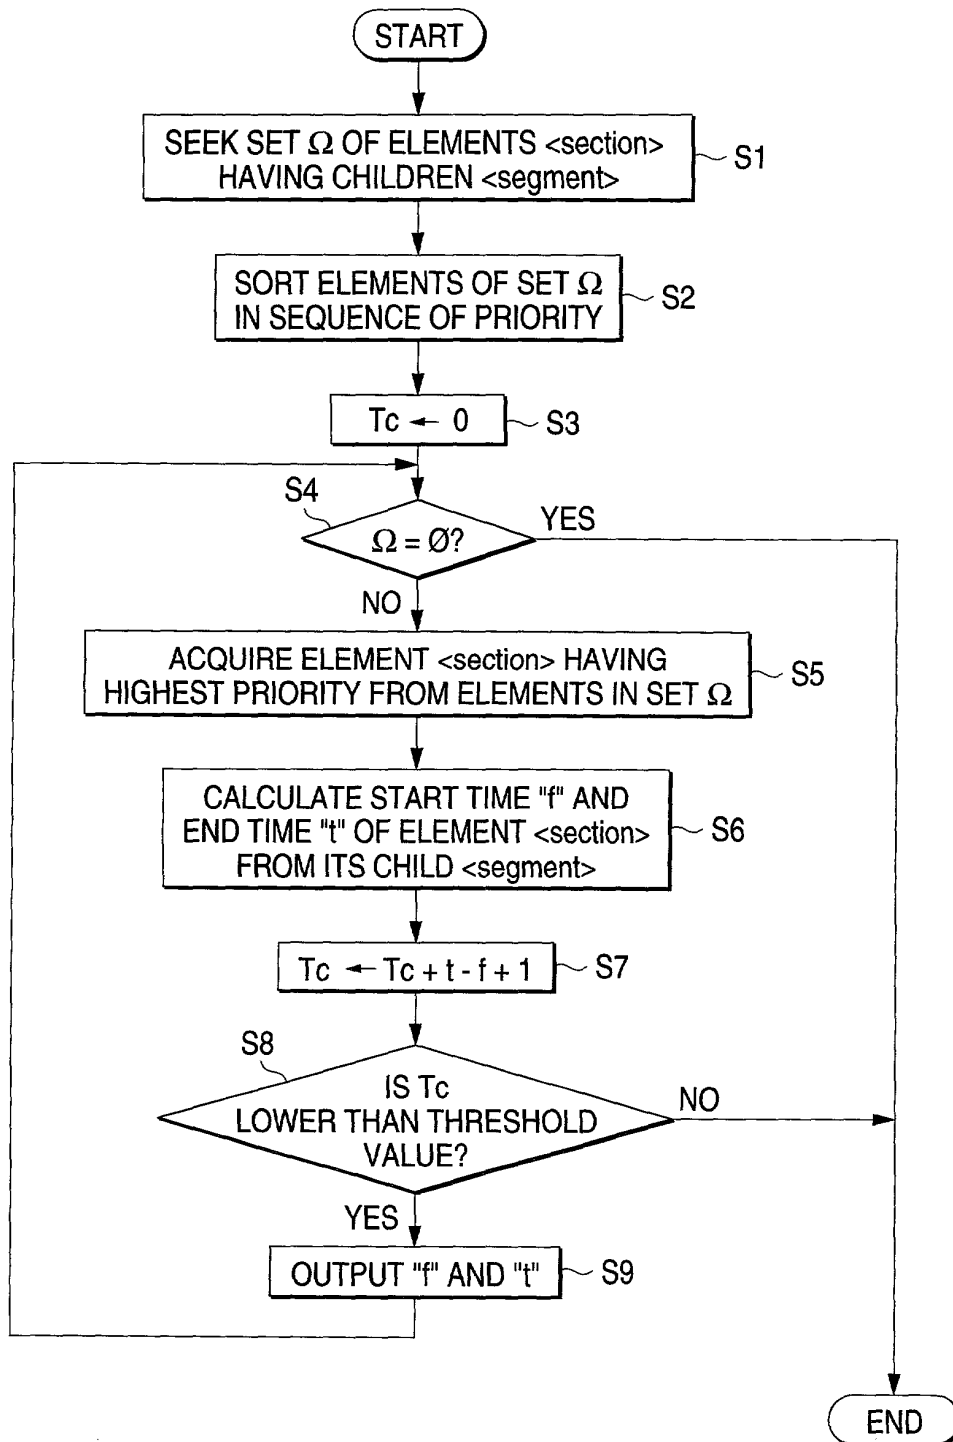 START
SEEK SET Ω OF ELEMENTS <section>
HAVING CHILDREN <segment>
S1
SORT ELEMENTS OF SET Ω
IN SEQUENCE OF PRIORITY
S2
Tc ← 0
S3
S4
Ω = Ø?
YES
NO
ACQUIRE ELEMENT <section> HAVING
HIGHEST PRIORITY FROM ELEMENTS IN SET Ω
S5
CALCULATE START TIME "f" AND
END TIME "t" OF ELEMENT <section>
FROM ITS CHILD <segment>
S6
Tc ← Tc + t - f + 1
S7
S8
IS Tc
LOWER THAN THRESHOLD
VALUE?
NO
YES
OUTPUT "f" AND "t"
S9
END